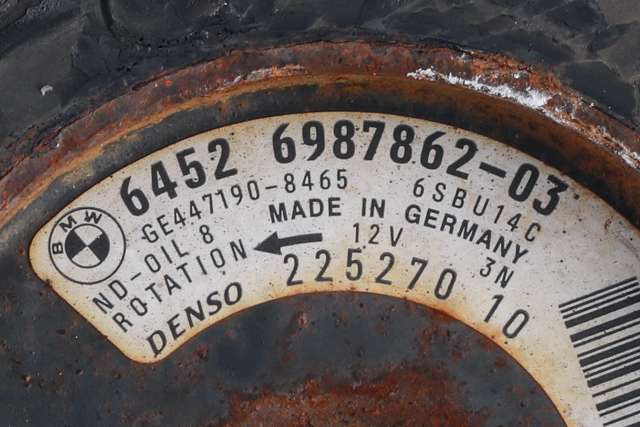 6452 6987862-03
GE447190-8465 6SBU14C
BMW
MADE IN GERMANY
ND-OIL 8 12V 3N
ROTATION
225270 10
DENSO